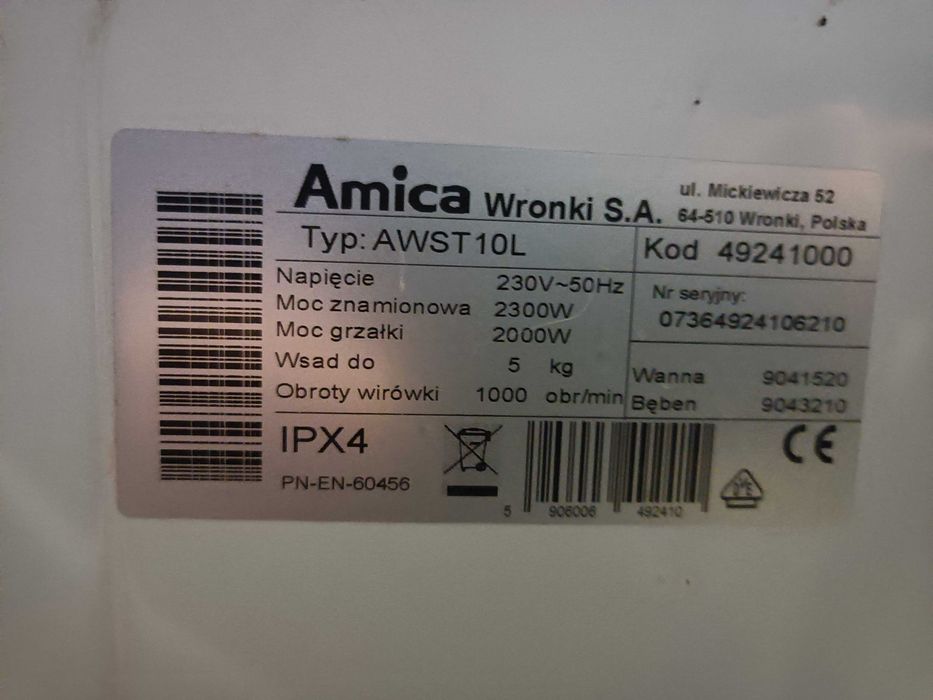 Amica Wronki S.A.
ul. Mickiewicza 52
64-510 Wronki, Polska
Typ: AWST10L
Kod 49241000
Napięcie 230V~50Hz
Moc znamionowa 2300W
Moc grzałki 2000W
Wsad do 5 kg
Obroty wirówki 1000 obr/min
Nr seryjny:
07364924106210
Wanna 9041520
Bęben 9043210
IPX4
PN-EN-60456
5 906006 492410
CE